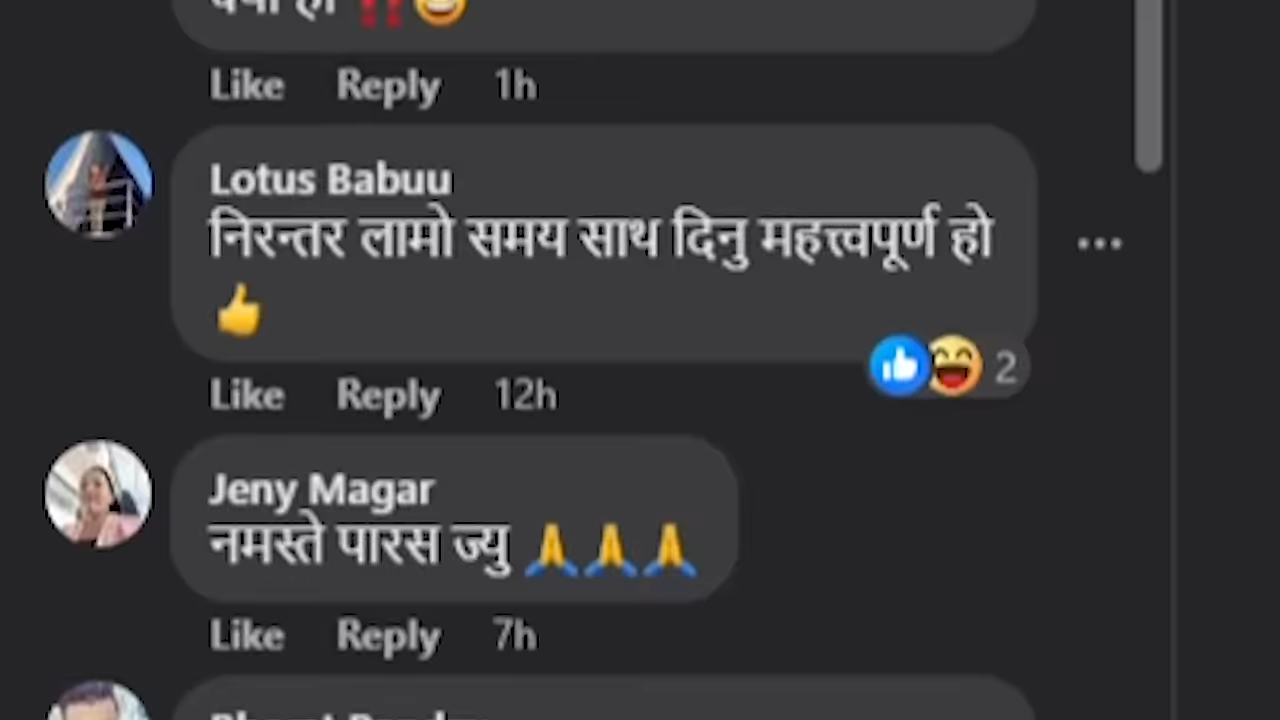 हो ‼️😅
Like Reply 1h
Lotus Babuu
निरन्तर लामो समय साथ दिनु महत्त्वपूर्ण हो
👍
2
Like Reply 12h
Jeny Magar
नमस्ते पारस ज्यु 🙏🙏🙏
Like Reply 7h